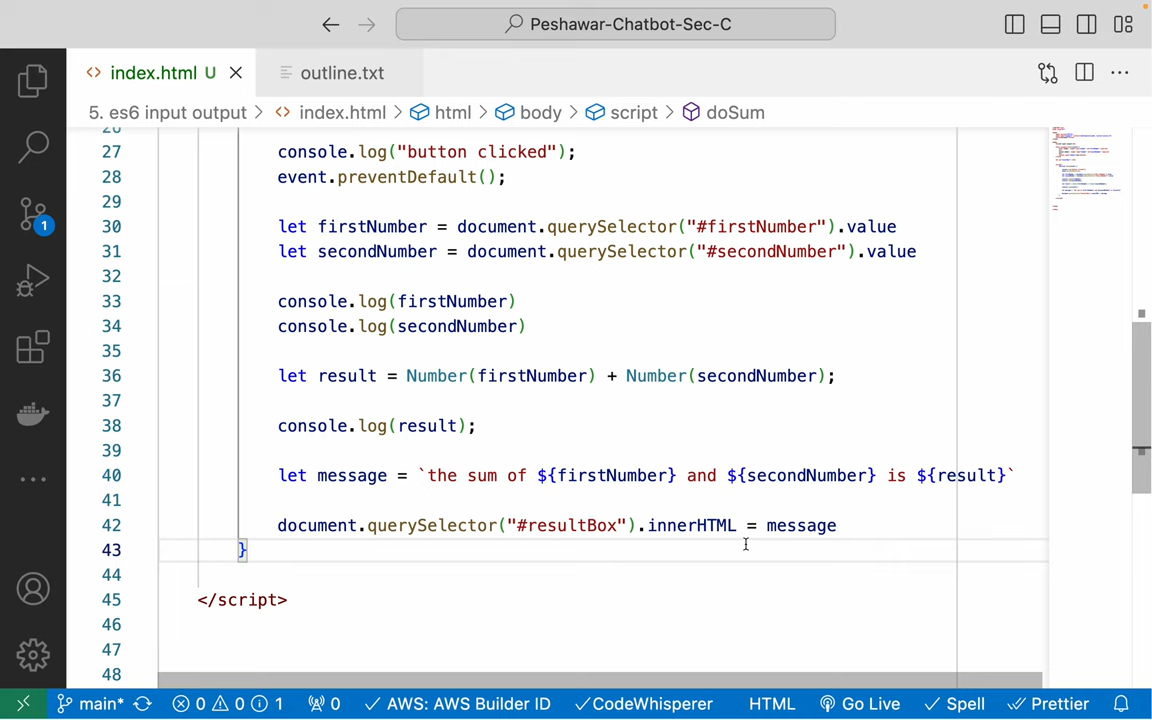 Peshawar-Chatbot-Sec-C
index.html U
outline.txt
5. es6 input output > index.html > html > body > script > doSum
27 console.log("button clicked");
28 event.preventDefault();
29
30 let firstNumber = document.querySelector("#firstNumber").value
31 let secondNumber = document.querySelector("#secondNumber").value
32
33 console.log(firstNumber)
34 console.log(secondNumber)
35
36 let result = Number(firstNumber) + Number(secondNumber);
37
38 console.log(result);
39
40 let message = `the sum of ${firstNumber} and ${secondNumber} is ${result}`
41
42 document.querySelector("#resultBox").innerHTML = message
43 }
44
45 </script>
46
47
48
1
main* 0 0 1 0 AWS: AWS Builder ID CodeWhisperer HTML Go Live Spell Prettier